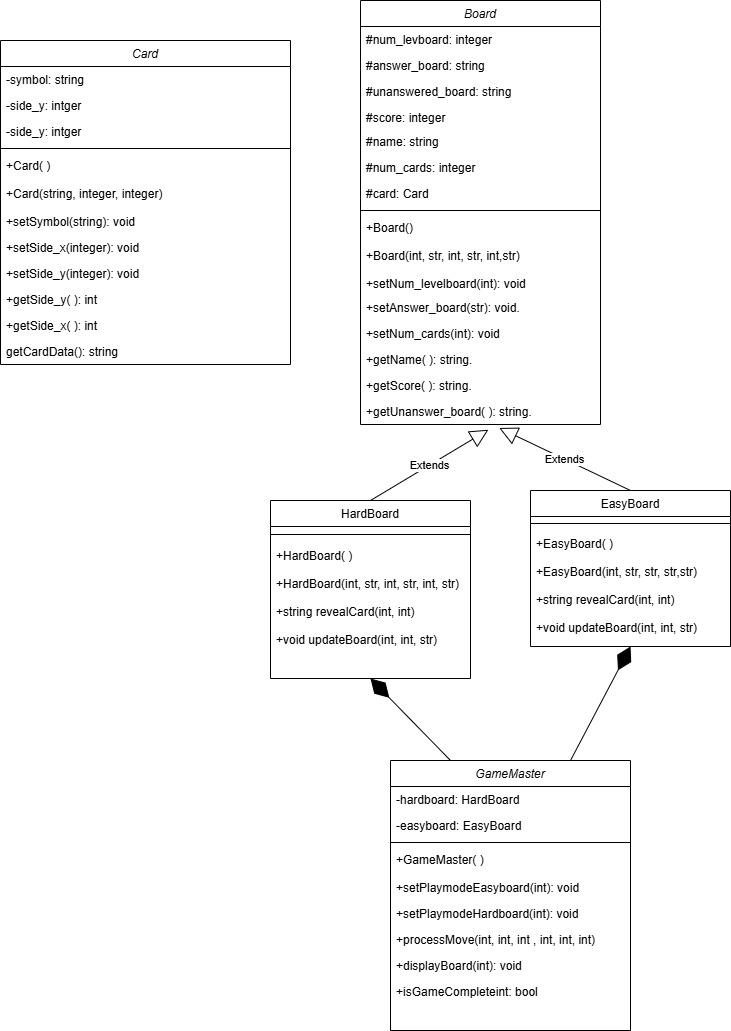 Card
-symbol: string
-side_y: intger
-side_y: intger
+Card( )
+Card(string, integer, integer)
+setSymbol(string): void
+setSide_x(integer): void
+setSide_y(integer): void
+getSide_y( ): int
+getSide_x( ): int
getCardData(): string
Board
#num_levboard: integer
#answer_board: string
#unanswered_board: string
#score: integer
#name: string
#num_cards: integer
#card: Card
+Board()
+Board(int, str, int, str, int,str)
+setNum_levelboard(int): void
+setAnswer_board(str): void.
+setNum_cards(int): void
+getName( ): string.
+getScore( ): string.
+getUnanswer_board( ): string.
Extends
Extends
HardBoard
+HardBoard( )
+HardBoard(int, str, int, str, int, str)
+string revealCard(int, int)
+void updateBoard(int, int, str)
EasyBoard
+EasyBoard( )
+EasyBoard(int, str, str, str,str)
+string revealCard(int, int)
+void updateBoard(int, int, str)
GameMaster
-hardboard: HardBoard
-easyboard: EasyBoard
+GameMaster( )
+setPlaymodeEasyboard(int): void
+setPlaymodeHardboard(int): void
+processMove(int, int, int , int, int, int)
+displayBoard(int): void
+isGameCompleteint: bool